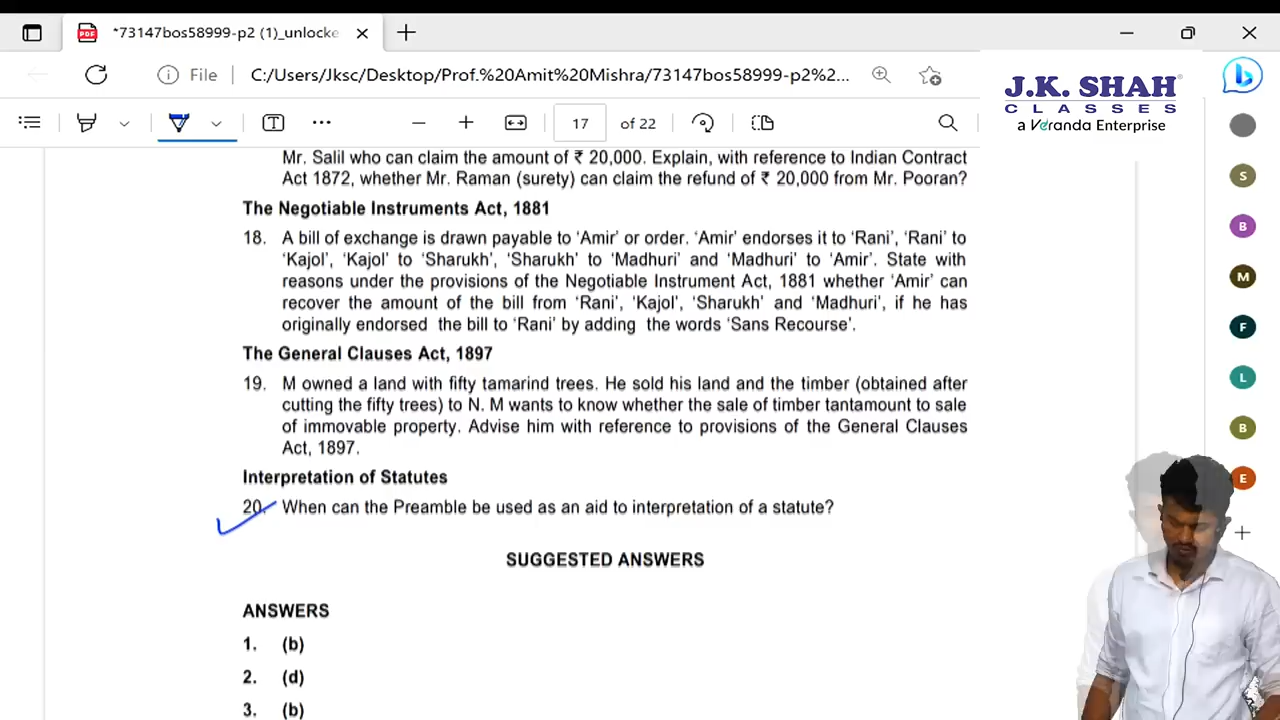 *73147bos58999-p2 (1)_unlocke
File
C:/Users/Jksc/Desktop/Prof.%20Amit%20Mishra/73147bos58999-p2%2...
J.K. SHAH
CLASSES
a Veranda Enterprise
17 of 22
Mr. Salil who can claim the amount of ₹ 20,000. Explain, with reference to Indian Contract
Act 1872, whether Mr. Raman (surety) can claim the refund of ₹ 20,000 from Mr. Pooran?
The Negotiable Instruments Act, 1881
18. A bill of exchange is drawn payable to ‘Amir’ or order. ‘Amir’ endorses it to ‘Rani’, ‘Rani’ to
‘Kajol’, ‘Kajol’ to ‘Sharukh’, ‘Sharukh’ to ‘Madhuri’ and ‘Madhuri’ to ‘Amir’. State with
reasons under the provisions of the Negotiable Instrument Act, 1881 whether ‘Amir’ can
recover the amount of the bill from ‘Rani’, ‘Kajol’, ‘Sharukh’ and ‘Madhuri’, if he has
originally endorsed the bill to ‘Rani’ by adding the words ‘Sans Recourse’.
The General Clauses Act, 1897
19. M owned a land with fifty tamarind trees. He sold his land and the timber (obtained after
cutting the fifty trees) to N. M wants to know whether the sale of timber tantamount to sale
of immovable property. Advise him with reference to provisions of the General Clauses
Act, 1897.
Interpretation of Statutes
20. When can the Preamble be used as an aid to interpretation of a statute?
SUGGESTED ANSWERS
ANSWERS
1. (b)
2. (d)
3. (b)
S
B
M
F
L
B
E